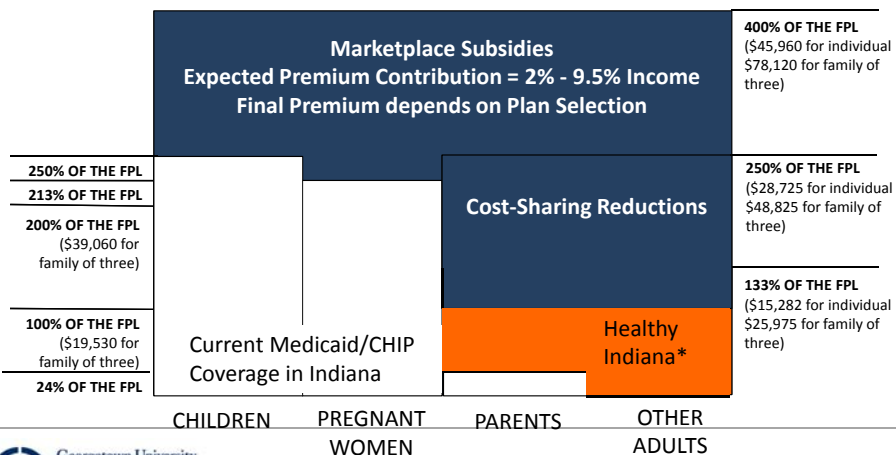 Marketplace Subsidies
Expected Premium Contribution = 2% - 9.5% Income
Final Premium depends on Plan Selection
400% OF THE FPL
($45,960 for individual
$78,120 for family of
three)
250% OF THE FPL
213% OF THE FPL
200% OF THE FPL
($39,060 for
family of three)
100% OF THE FPL
($19,530 for
family of three)
24% OF THE FPL
Cost-Sharing Reductions
250% OF THE FPL
($28,725 for individual
$48,825 for family of
three)
133% OF THE FPL
($15,282 for individual
$25,975 for family of
three)
Current Medicaid/CHIP
Coverage in Indiana
Healthy
Indiana*
CHILDREN
PREGNANT
WOMEN
PARENTS
OTHER
ADULTS
Georgetown University